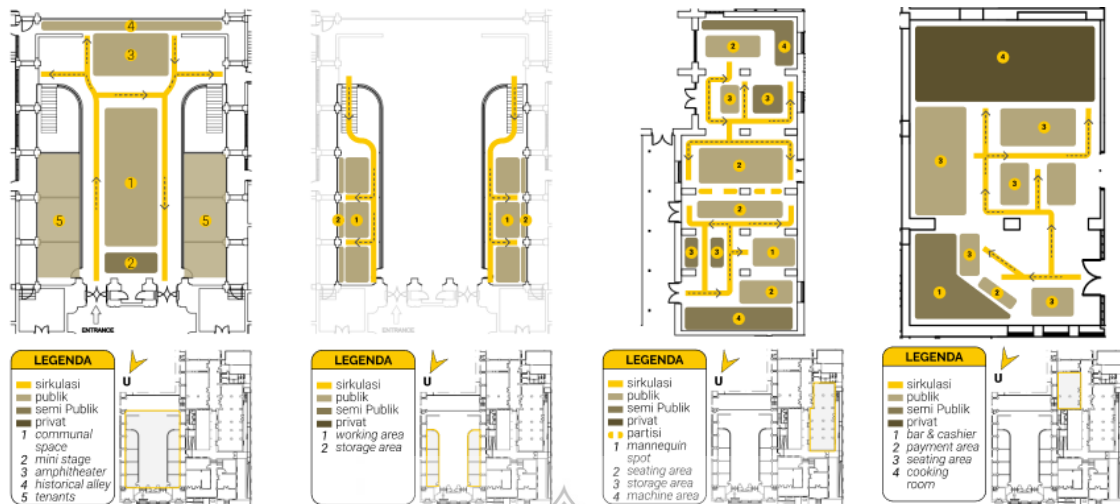 4
3
1
5
5
2
ENTRANCE
1
2
1
2
ENTRANCE
2
4
3
3
2
2
3
3
1
2
4
4
3
3
3
3
1
2
3
LEGENDA
sirkulasi
publik
semi Publik
privat
1 communal
space
2 mini stage
3 amphitheater
4 historical alley
5 tenants
U
LEGENDA
sirkulasi
publik
semi Publik
privat
1 working area
2 storage area
U
LEGENDA
sirkulasi
publik
semi Publik
privat
partisi
1 mannequin
spot
2 seating area
3 storage area
4 machine area
U
LEGENDA
sirkulasi
publik
semi Publik
privat
1 bar & cashier
2 payment area
3 seating area
4 cooking
room
U